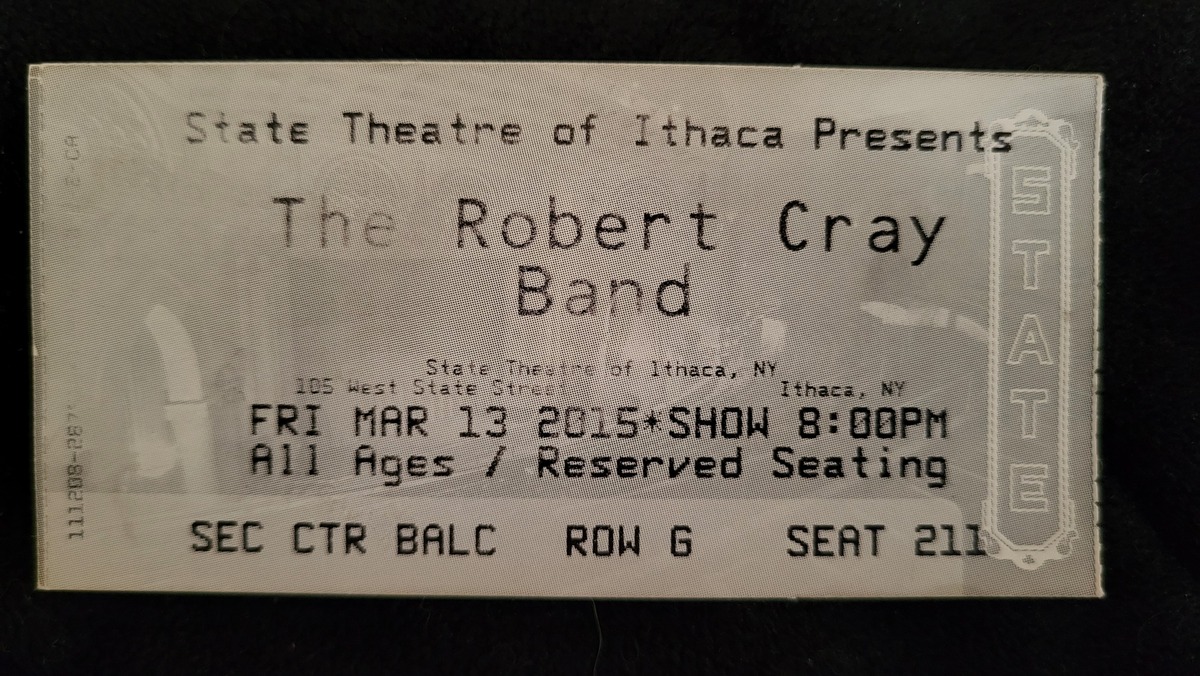 State Theatre of Ithaca Presents
The Robert Cray
Band
State Theatre of Ithaca, NY
105 West State Street Ithaca, NY
FRI MAR 13 2015*SHOW 8:00PM
All Ages / Reserved Seating
SEC CTR BALC ROW G SEAT 211
STATE